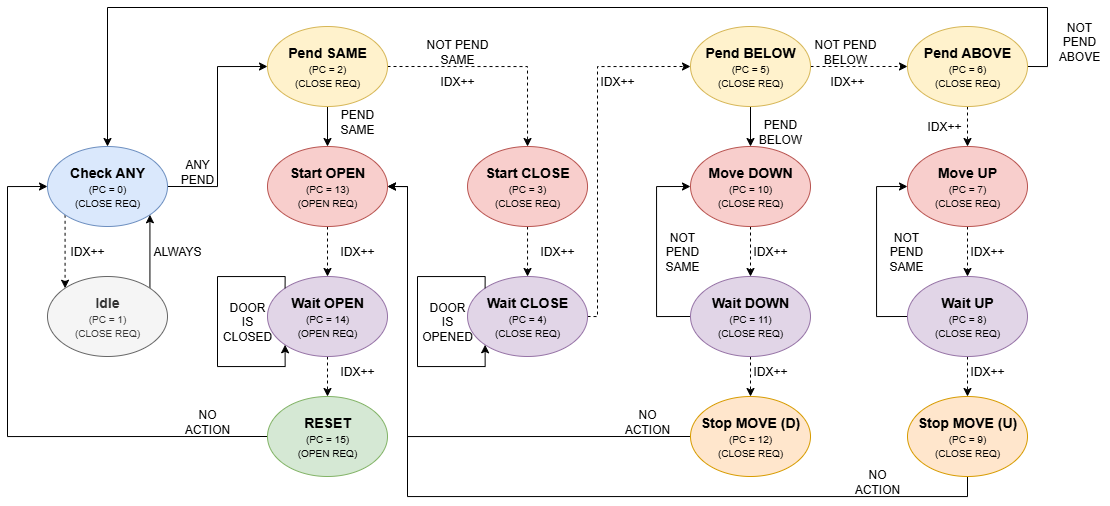 NOT
PEND
ABOVE
Pend SAME
(PC = 2)
(CLOSE REQ)
NOT PEND
SAME
IDX++
IDX++
Pend BELOW
(PC = 5)
(CLOSE REQ)
NOT PEND
BELOW
IDX++
Pend ABOVE
(PC = 6)
(CLOSE REQ)
PEND
SAME
PEND
BELOW
IDX++
Check ANY
(PC = 0)
(CLOSE REQ)
ANY
PEND
Start OPEN
(PC = 13)
(OPEN REQ)
Start CLOSE
(PC = 3)
(CLOSE REQ)
Move DOWN
(PC = 10)
(CLOSE REQ)
Move UP
(PC = 7)
(CLOSE REQ)
IDX++
ALWAYS
IDX++
IDX++
NOT
PEND
SAME
IDX++
NOT
PEND
SAME
IDX++
Idle
(PC = 1)
(CLOSE REQ)
DOOR
IS
CLOSED
Wait OPEN
(PC = 14)
(OPEN REQ)
DOOR
IS
OPENED
Wait CLOSE
(PC = 4)
(CLOSE REQ)
Wait DOWN
(PC = 11)
(CLOSE REQ)
Wait UP
(PC = 8)
(CLOSE REQ)
IDX++
IDX++
IDX++
NO
ACTION
RESET
(PC = 15)
(OPEN REQ)
NO
ACTION
Stop MOVE (D)
(PC = 12)
(CLOSE REQ)
Stop MOVE (U)
(PC = 9)
(CLOSE REQ)
NO
ACTION